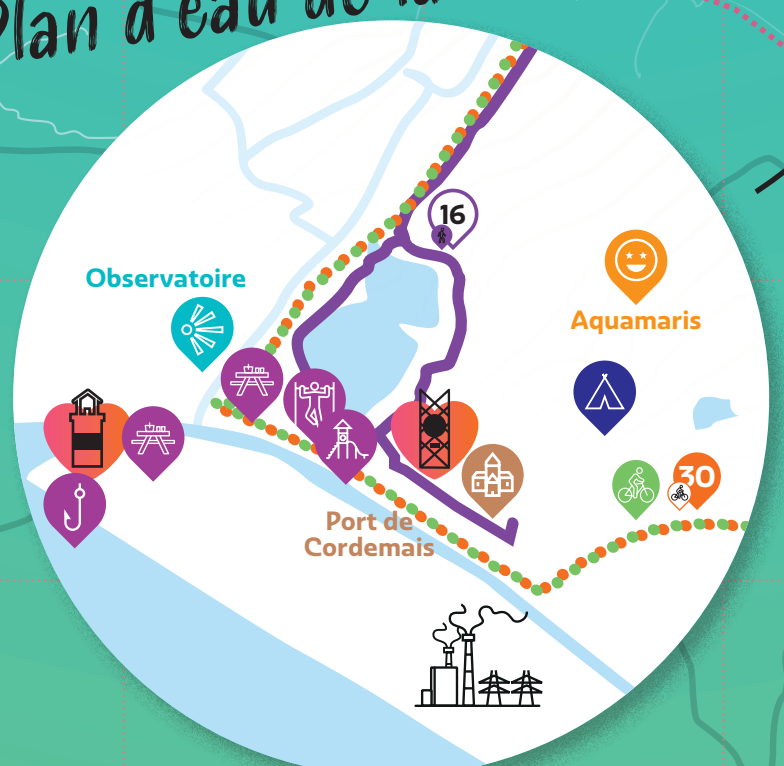 Plan d'eau de la
16
Observatoire
Aquamaris
30
Port de
Cordemais